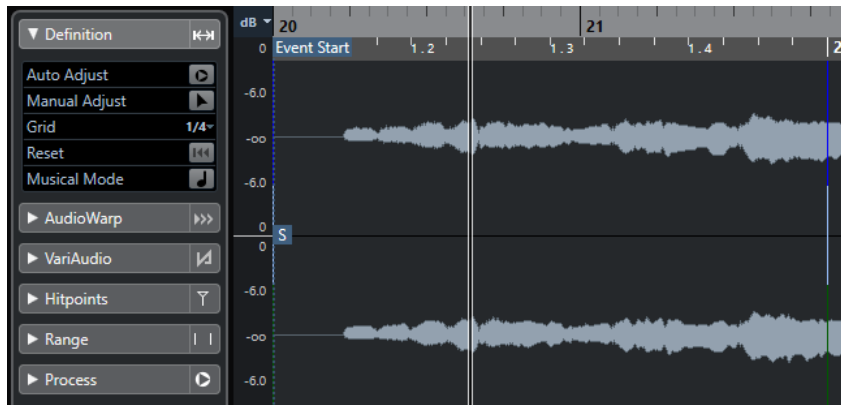 Definition
Auto Adjust
Manual Adjust
Grid 1/4
Reset
Musical Mode
AudioWarp
VariAudio
Hitpoints
Range
Process
dB 20 21
0 Event Start 1.2 1.3 1.4 2
-6.0
-oo
-6.0
0
S
0
-6.0
-oo
-6.0